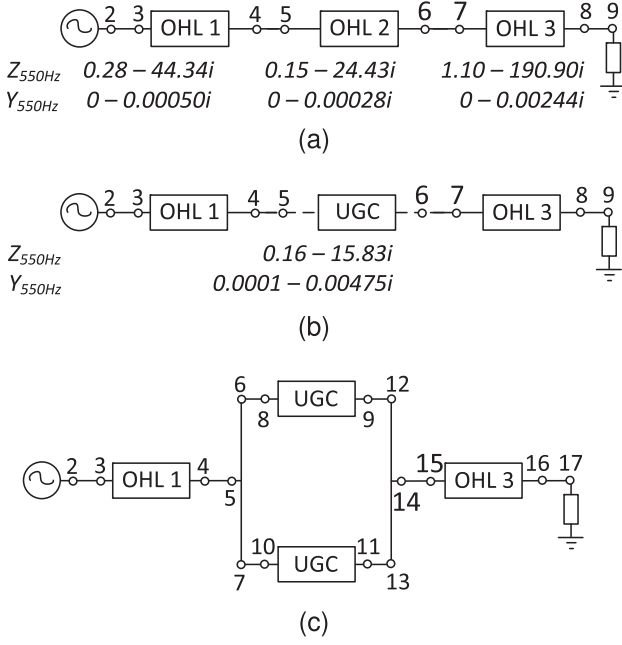 2 3 OHL 1 4 5 OHL 2 6 7 OHL 3 8 9
Z550Hz 0.28 – 44.34i 0.15 – 24.43i 1.10 – 190.90i
Y550Hz 0 – 0.00050i 0 – 0.00028i 0 – 0.00244i
(a)
2 3 OHL 1 4 5 UGC 6 7 OHL 3 8 9
Z550Hz 0.16 – 15.83i
Y550Hz 0.0001 – 0.00475i
(b)
6 UGC 12
8 9
2 3 OHL 1 4 15 OHL 3 16 17
5 14
10 UGC 11
7 13
(c)